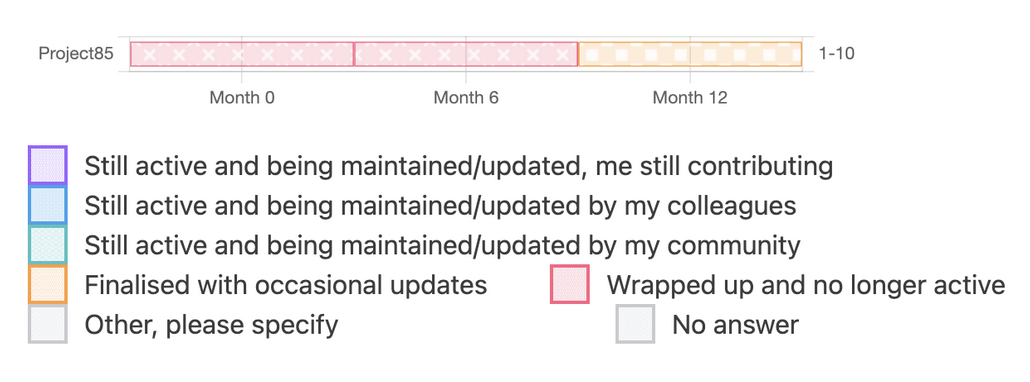 Project85 1-10
Month 0 Month 6 Month 12
Still active and being maintained/updated, me still contributing
Still active and being maintained/updated by my colleagues
Still active and being maintained/updated by my community
Finalised with occasional updates Wrapped up and no longer active
Other, please specify No answer